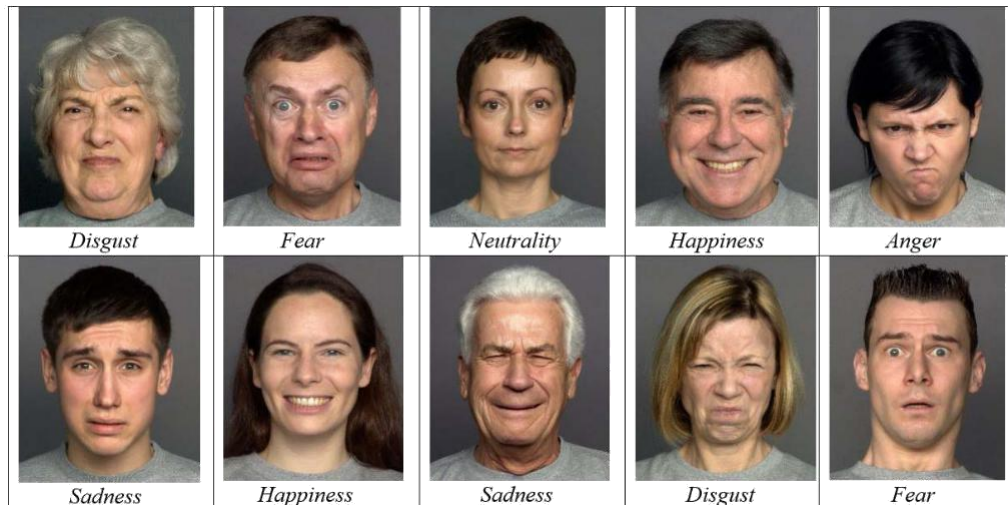 Disgust
Fear
Neutrality
Happiness
Anger
Sadness
Happiness
Sadness
Disgust
Fear